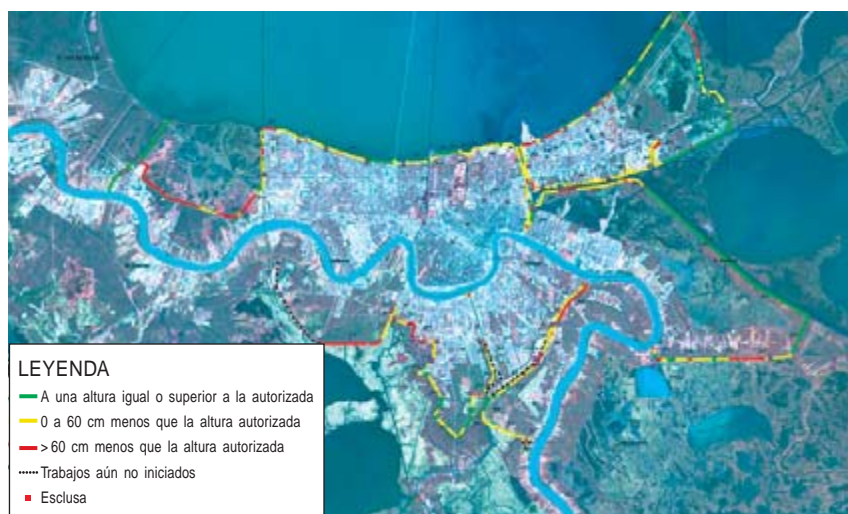 LEYENDA
A una altura igual o superior a la autorizada
0 a 60 cm menos que la altura autorizada
>60 cm menos que la altura autorizada
Trabajos aún no iniciados
Esclusa